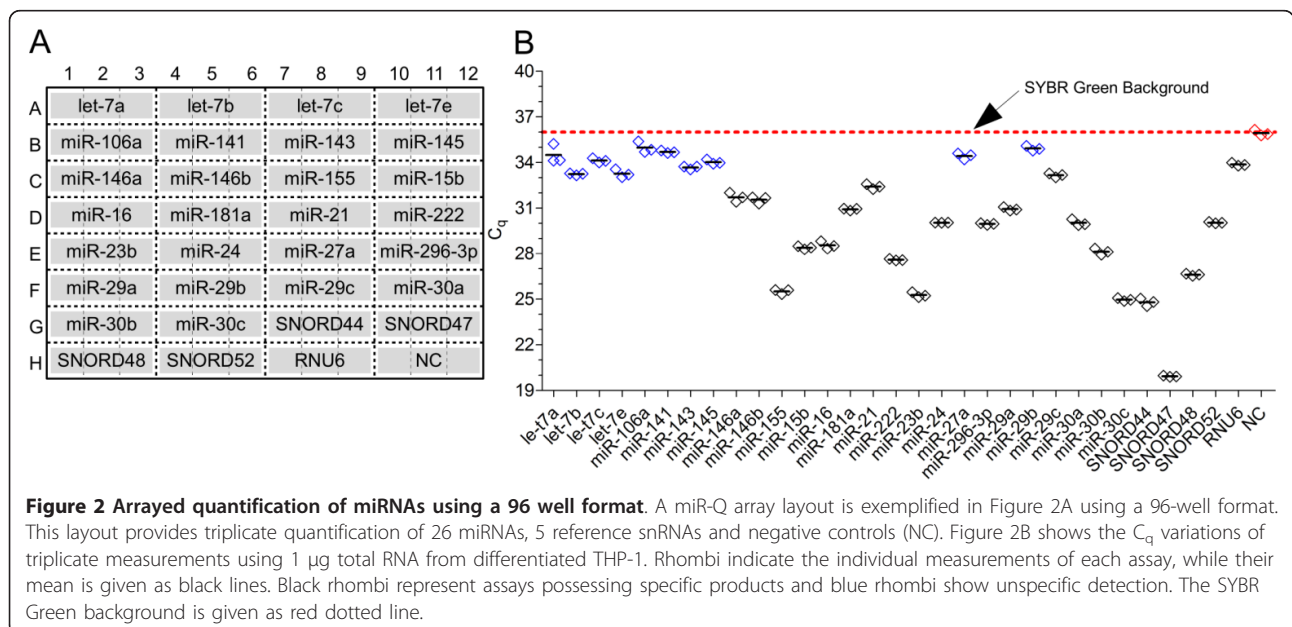 A
1 2 3 4 5 6 7 8 9 10 11 12
A let-7a let-7b let-7c let-7e
B miR-106a miR-141 miR-143 miR-145
C miR-146a miR-146b miR-155 miR-15b
D miR-16 miR-181a miR-21 miR-222
E miR-23b miR-24 miR-27a miR-296-3p
F miR-29a miR-29b miR-29c miR-30a
G miR-30b miR-30c SNORD44 SNORD47
H SNORD48 SNORD52 RNU6 NC
B
SYBR Green Background
40
37
34
31
28
25
22
19
Cq
let-7a
let-7b
let-7c
let-7e
miR-106a
miR-141
miR-143
miR-145
miR-146a
miR-146b
miR-155
miR-15b
miR-16
miR-181a
miR-21
miR-222
miR-23b
miR-24
miR-27a
miR-296-3p
miR-29a
miR-29b
miR-29c
miR-30a
miR-30b
miR-30c
SNORD44
SNORD47
SNORD48
SNORD52
RNU6
NC
Figure 2 Arrayed quantification of miRNAs using a 96 well format. A miR-Q array layout is exemplified in Figure 2A using a 96-well format.
This layout provides triplicate quantification of 26 miRNAs, 5 reference snRNAs and negative controls (NC). Figure 2B shows the Cq variations of
triplicate measurements using 1 μg total RNA from differentiated THP-1. Rhombi indicate the individual measurements of each assay, while their
mean is given as black lines. Black rhombi represent assays possessing specific products and blue rhombi show unspecific detection. The SYBR
Green background is given as red dotted line.